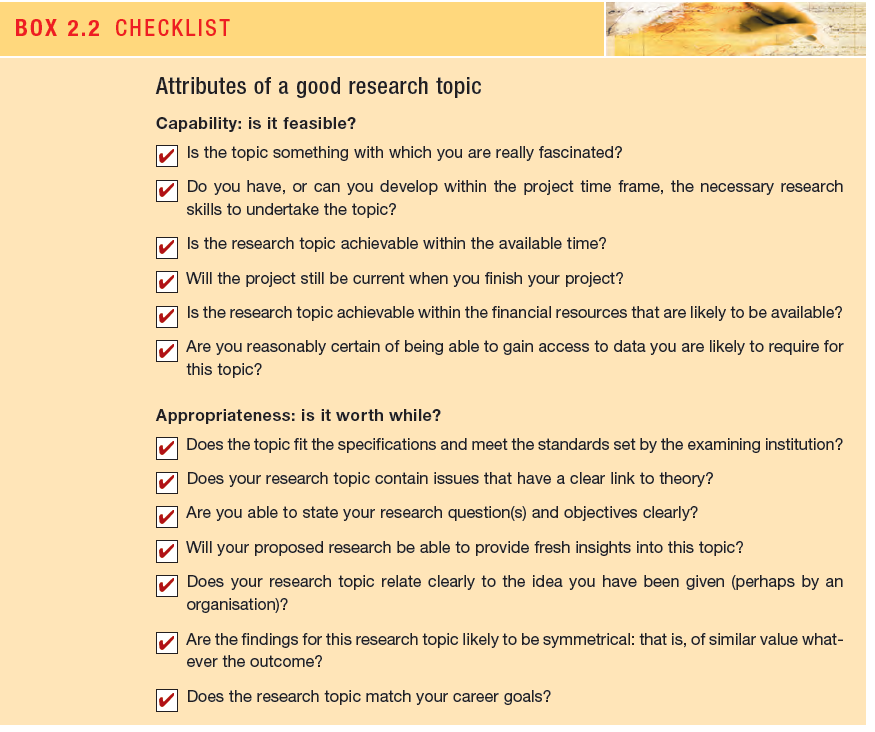 BOX 2.2 CHECKLIST
Attributes of a good research topic
Capability: is it feasible?
Is the topic something with which you are really fascinated?
Do you have, or can you develop within the project time frame, the necessary research
skills to undertake the topic?
Is the research topic achievable within the available time?
Will the project still be current when you finish your project?
Is the research topic achievable within the financial resources that are likely to be available?
Are you reasonably certain of being able to gain access to data you are likely to require for
this topic?
Appropriateness: is it worth while?
Does the topic fit the specifications and meet the standards set by the examining institution?
Does your research topic contain issues that have a clear link to theory?
Are you able to state your research question(s) and objectives clearly?
Will your proposed research be able to provide fresh insights into this topic?
Does your research topic relate clearly to the idea you have been given (perhaps by an
organisation)?
Are the findings for this research topic likely to be symmetrical: that is, of similar value what-
ever the outcome?
Does the research topic match your career goals?